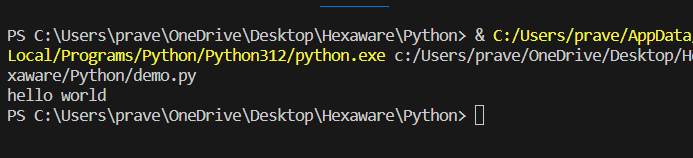 PS C:\Users\prave\OneDrive\Desktop\Hexaware\Python> & C:/Users/prave/AppData/
Local/Programs/Python/Python312/python.exe c:/Users/prave/OneDrive/Desktop/He
xaware/Python/demo.py
hello world
PS C:\Users\prave\OneDrive\Desktop\Hexaware\Python>